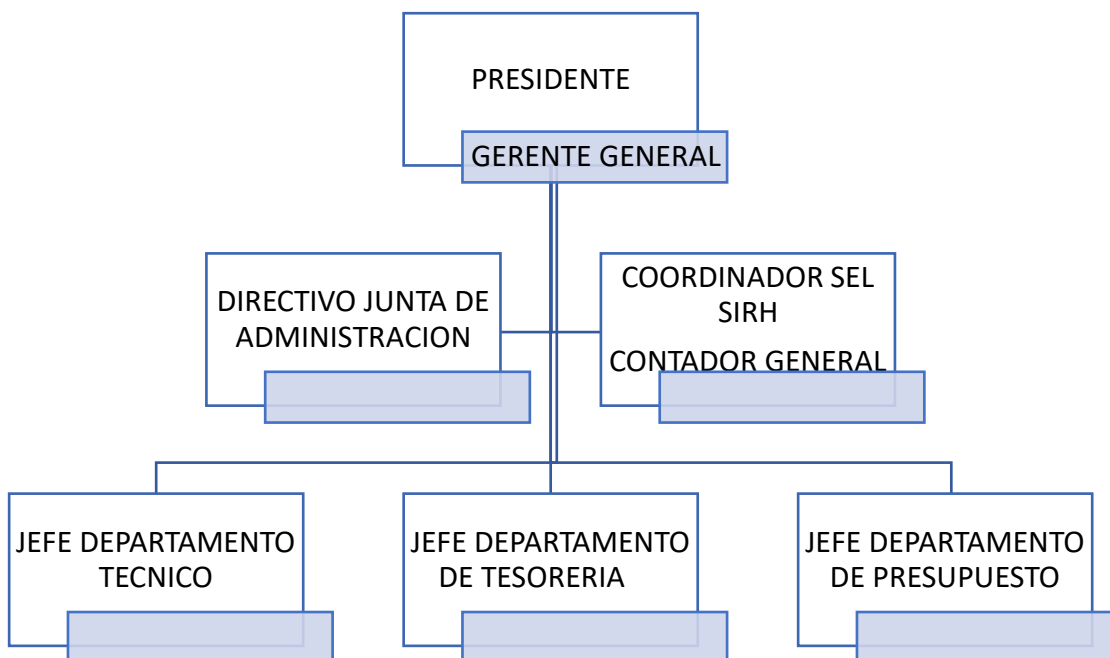 PRESIDENTE
GERENTE GENERAL
DIRECTIVO JUNTA DE
ADMINISTRACION
COORDINADOR SEL
SIRH
CONTADOR GENERAL
JEFE DEPARTAMENTO
TECNICO
JEFE DEPARTAMENTO
DE TESORERIA
JEFE DEPARTAMENTO
DE PRESUPUESTO